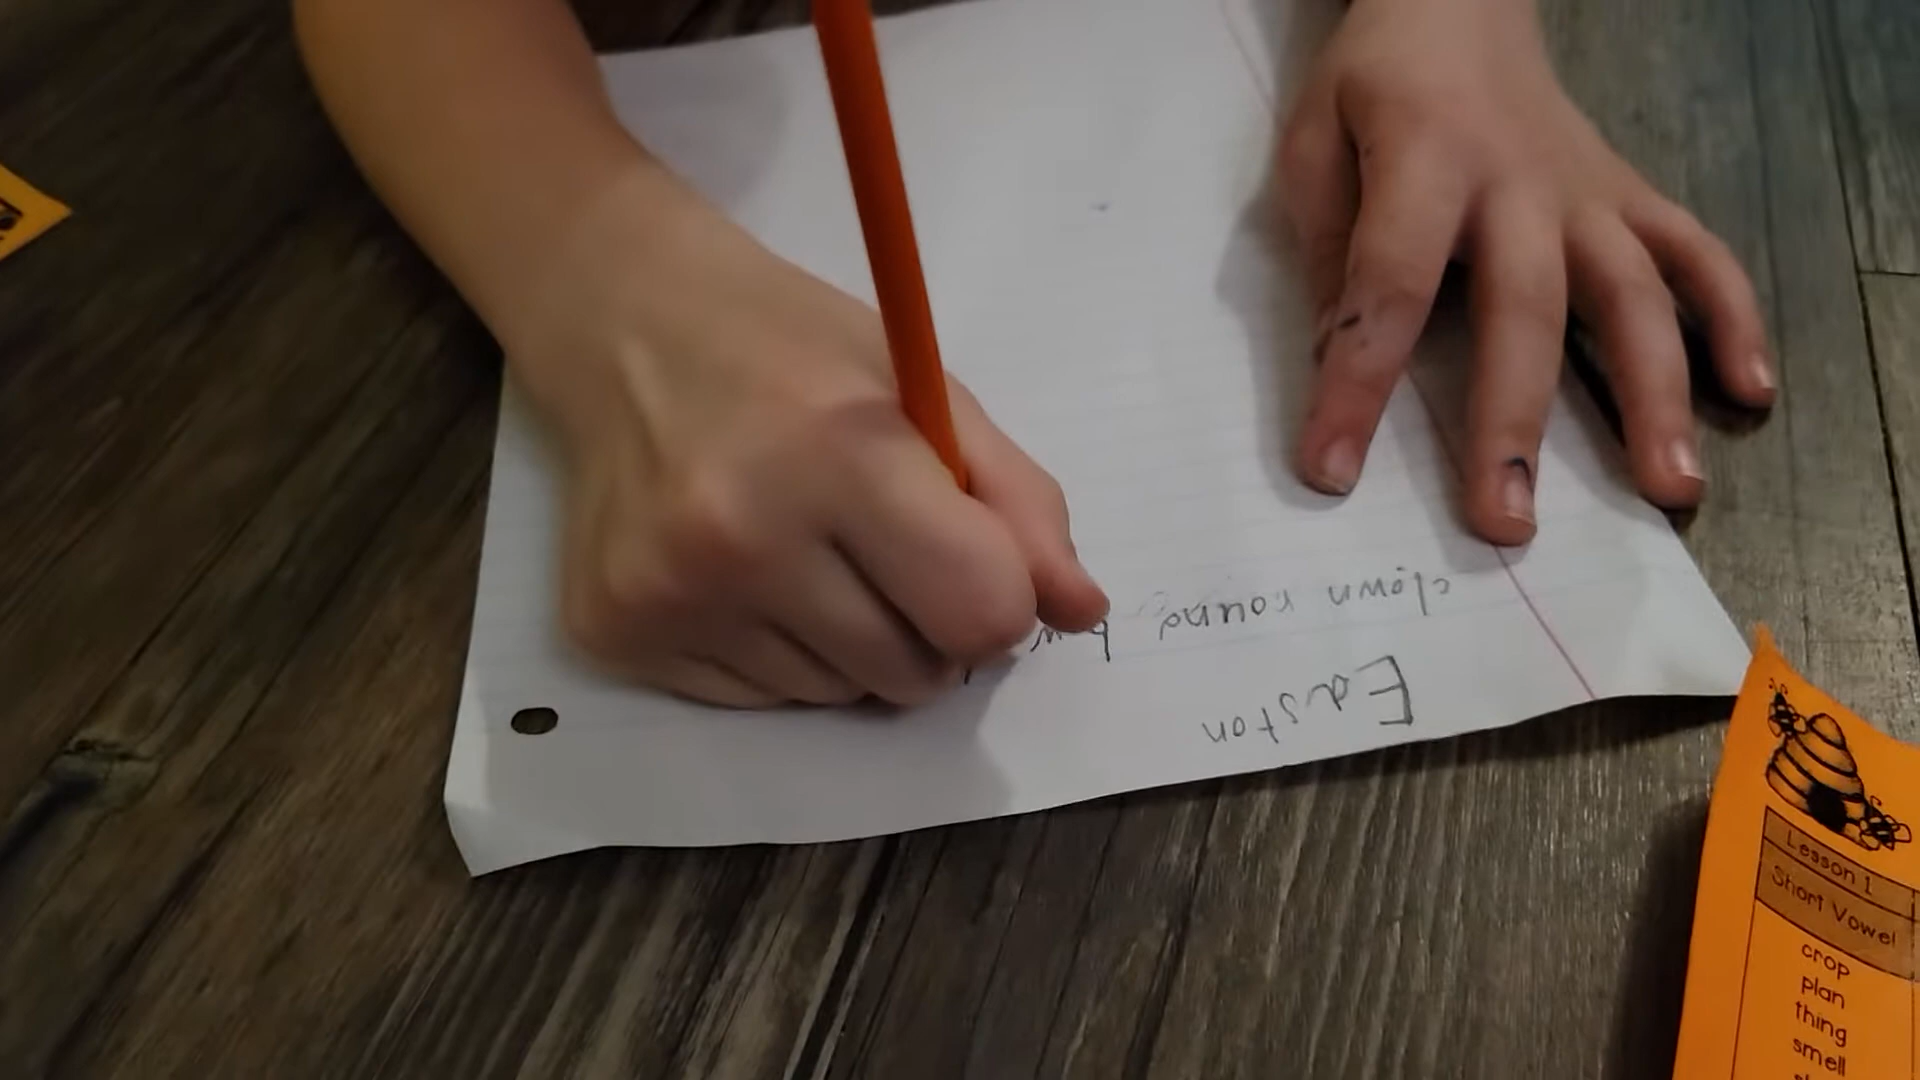 Easton
clown round
Lesson 1
Short Vowel
crop
plan
thing
smell